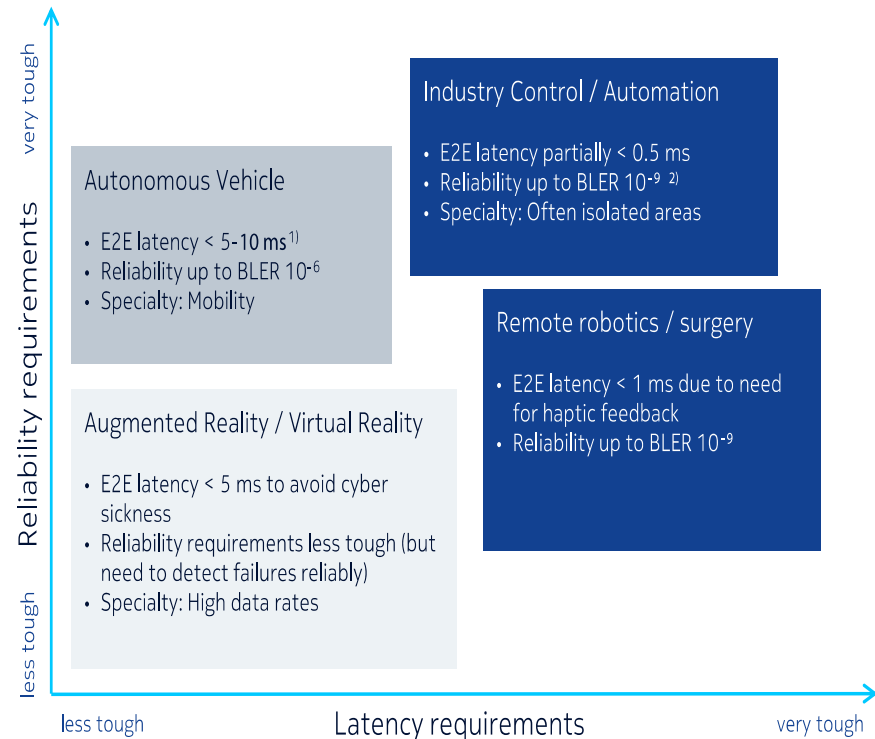 very tough
Reliability requirements
less tough
Industry Control / Automation
• E2E latency partially < 0.5 ms
• Reliability up to BLER 10⁻⁹ ²⁾
• Specialty: Often isolated areas
Autonomous Vehicle
• E2E latency < 5-10 ms¹⁾
• Reliability up to BLER 10⁻⁶
• Specialty: Mobility
Remote robotics / surgery
• E2E latency < 1 ms due to need
for haptic feedback
• Reliability up to BLER 10⁻⁹
Augmented Reality / Virtual Reality
• E2E latency < 5 ms to avoid cyber
sickness
• Reliability requirements less tough (but
need to detect failures reliably)
• Specialty: High data rates
less tough
Latency requirements
very tough